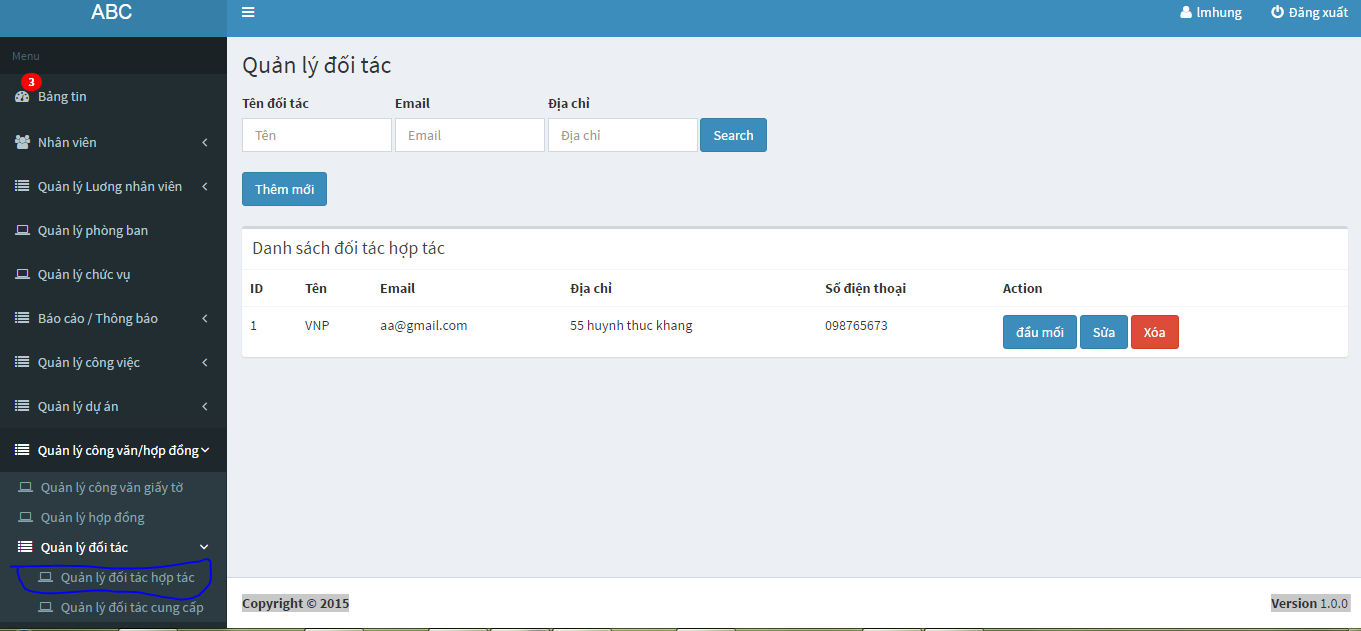 ABC
lmhung Đăng xuất
Menu
3
Bảng tin
Nhân viên
Quản lý Lương nhân viên
Quản lý phòng ban
Quản lý chức vụ
Báo cáo / Thông báo
Quản lý công việc
Quản lý dự án
Quản lý công văn/hợp đồng
Quản lý công văn giấy tờ
Quản lý hợp đồng
Quản lý đối tác
Quản lý đối tác hợp tác
Quản lý đối tác cung cấp
Quản lý đối tác
Tên đối tác Email Địa chỉ
Tên Email Địa chỉ Search
Thêm mới
Danh sách đối tác hợp tác
ID Tên Email Địa chỉ Số điện thoại Action
1 VNP aa@gmail.com 55 huynh thuc khang 098765673 đầu mối Sửa Xóa
Copyright © 2015 Version 1.0.0